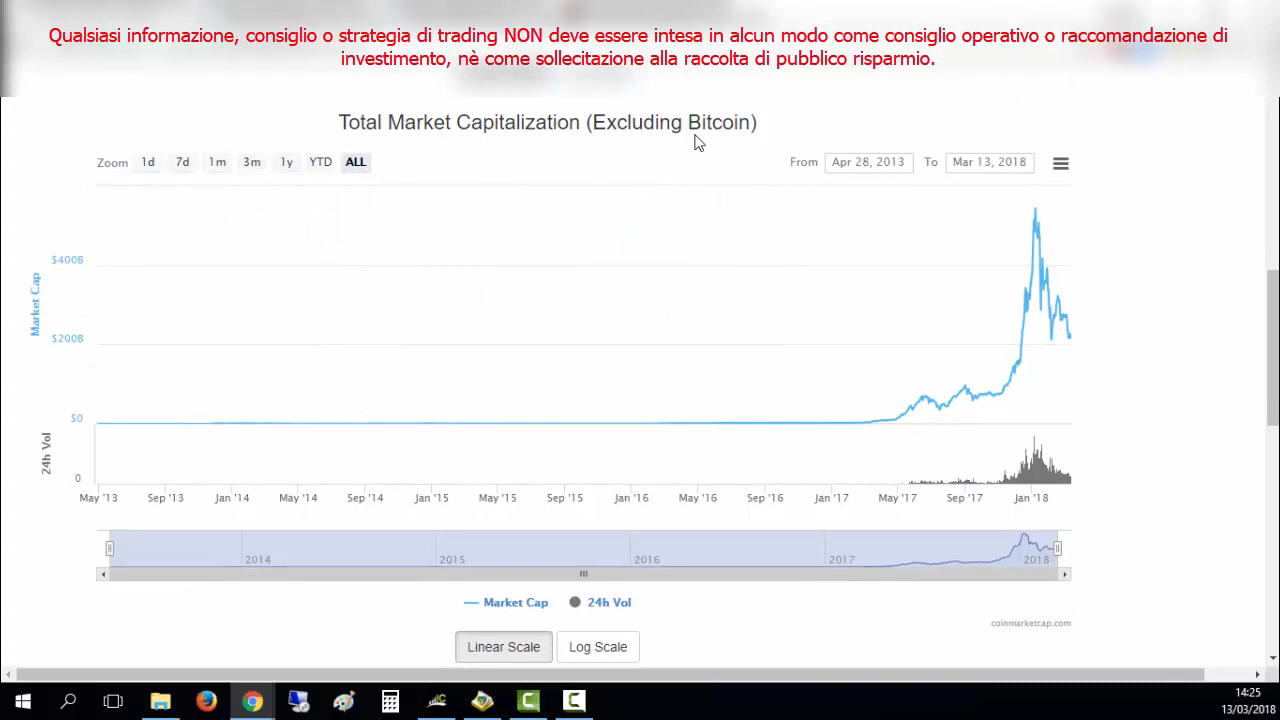 Qualsiasi informazione, consiglio o strategia di trading NON deve essere intesa in alcun modo come consiglio operativo o raccomandazione di
investimento, nè come sollecitazione alla raccolta di pubblico risparmio.
Total Market Capitalization (Excluding Bitcoin)
Zoom 1d 7d 1m 3m 1y YTD ALL From Apr 28, 2013 To Mar 13, 2018
$400B
Market Cap
$200B
$0
24h Vol
0
May '13 Sep '13 Jan '14 May '14 Sep '14 Jan '15 May '15 Sep '15 Jan '16 May '16 Sep '16 Jan '17 May '17 Sep '17 Jan '18
2014 2015 2016 2017 2018
Market Cap 24h Vol
coinmarketcap.com
Linear Scale Log Scale
14:25
13/03/2018